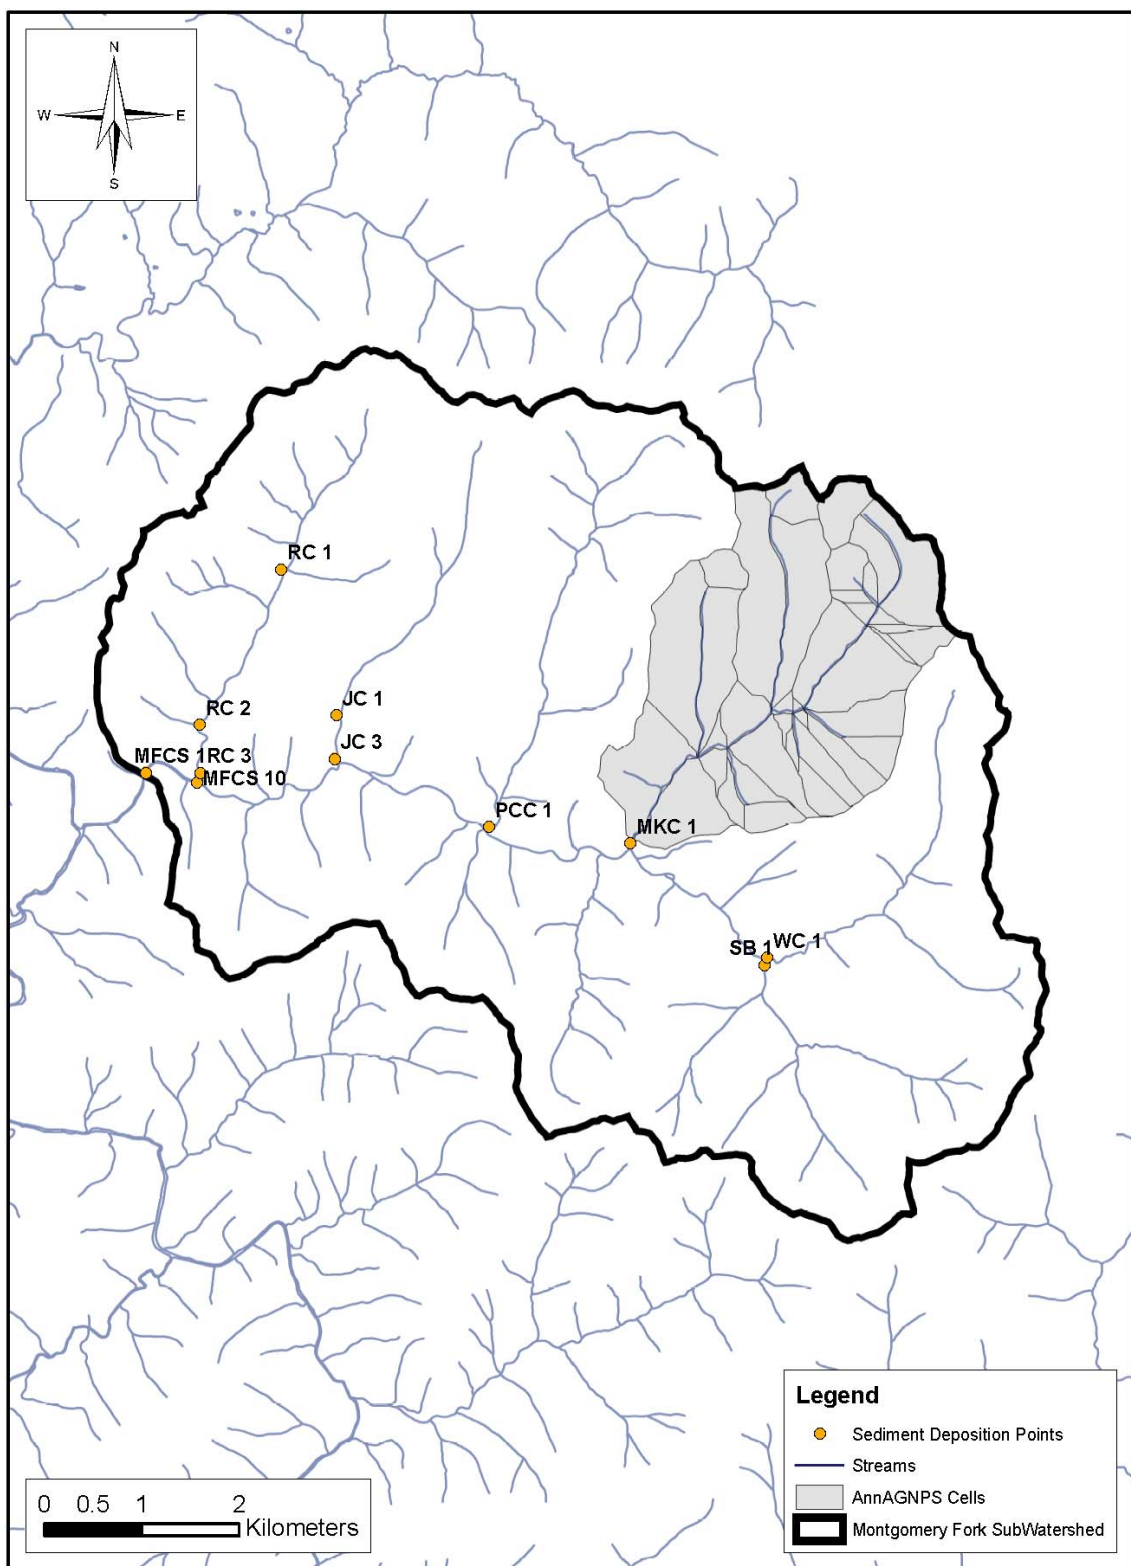 N
W E
S
RC 1
RC 2
JC 1
JC 3
MFCS 1 RC 3
MFCS 10
PCC 1
MKC 1
SB 1 WC 1
Legend
Sediment Deposition Points
Streams
AnnAGNPS Cells
Montgomery Fork SubWatershed
0 0.5 1 2
Kilometers